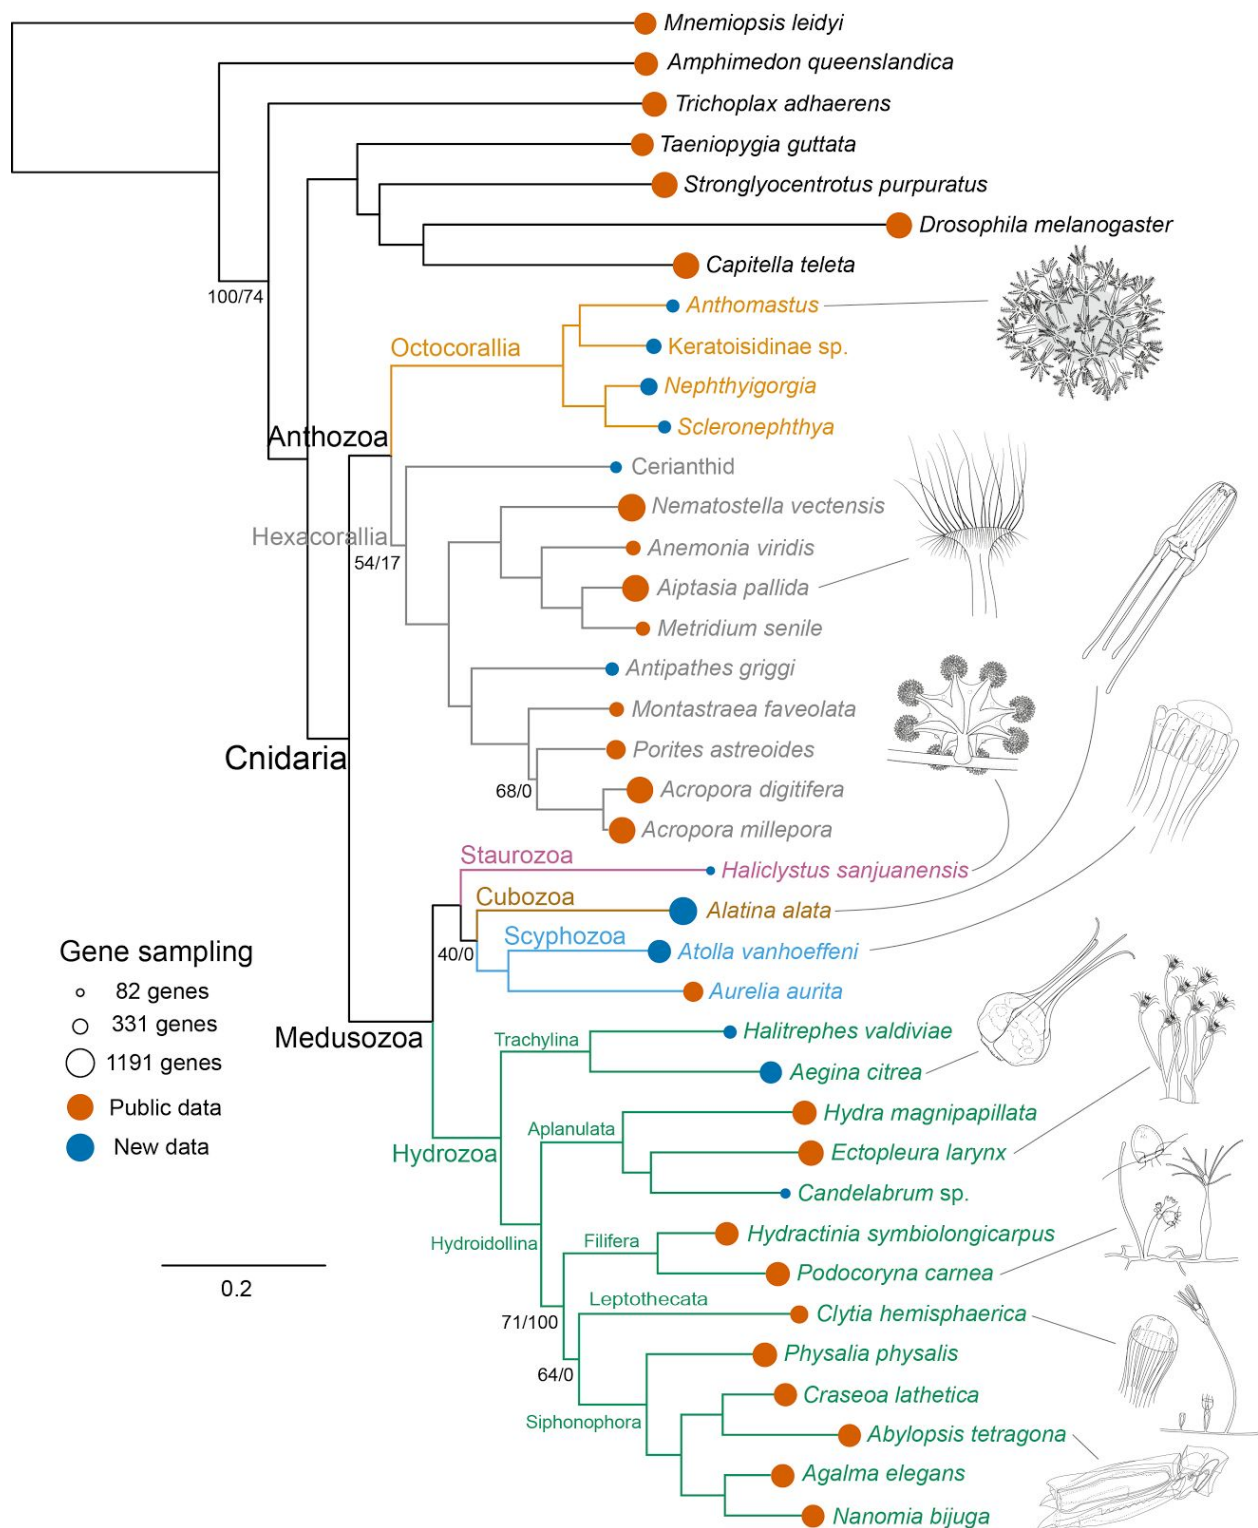 Mnemiopsis leidyi
Amphimedon queenslandica
Trichoplax adhaerens
Taeniopygia guttata
Stronglyocentrotus purpuratus
Drosophila melanogaster
Capitella teleta
100/74
Anthomastus
Octocorallia
Keratoisidinae sp.
Nephthyigorgia
Scleronephthya
Anthozoa
Cerianthid
Nematostella vectensis
Hexacorallia
54/17
Anemonia viridis
Aiptasia pallida
Metridium senile
Antipathes griggi
Montastraea faveolata
Porites astreoides
Cnidaria
68/0
Acropora digitifera
Acropora millepora
Staurozoa
Haliclystus sanjuanensis
Cubozoa
Alatina alata
Scyphozoa
40/0
Atolla vanhoeffeni
Aurelia aurita
Gene sampling
82 genes
331 genes
1191 genes
Public data
New data
0.2
Medusozoa
Trachylina
Halitrephes valdiviae
Aegina citrea
Hydra magnipapillata
Aplanulata
Hydrozoa
Ectopleura larynx
Candelabrum sp.
Hydroidollina
Filifera
Hydractinia symbiolongicarpus
Podocoryna carnea
Leptothecata
71/100
Clytia hemisphaerica
Physalia physalis
64/0
Craseoa lathetica
Siphonophora
Abylopsis tetragona
Agalma elegans
Nanomia bijuga